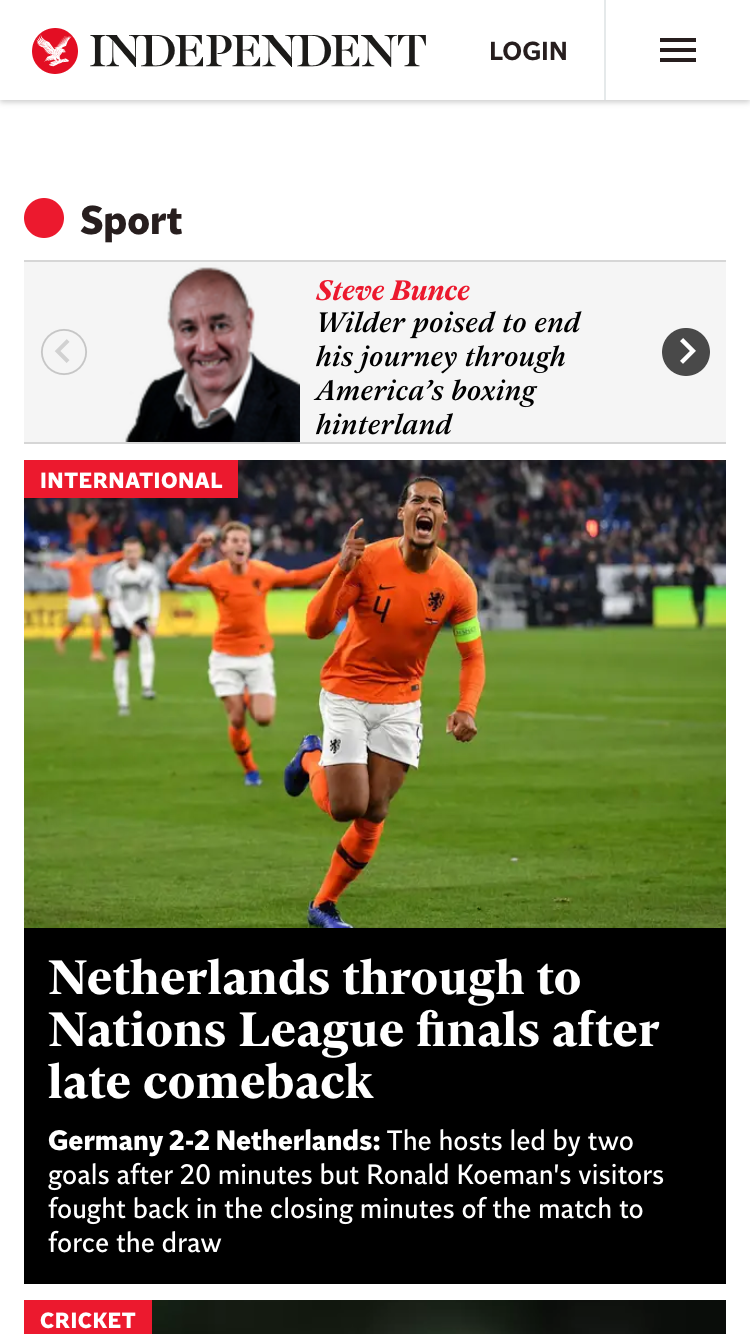 INDEPENDENT
LOGIN
Sport
Steve Bunce
Wilder poised to end
his journey through
America’s boxing
hinterland
INTERNATIONAL
4
Netherlands through to
Nations League finals after
late comeback
Germany 2-2 Netherlands: The hosts led by two
goals after 20 minutes but Ronald Koeman's visitors
fought back in the closing minutes of the match to
force the draw
CRICKET